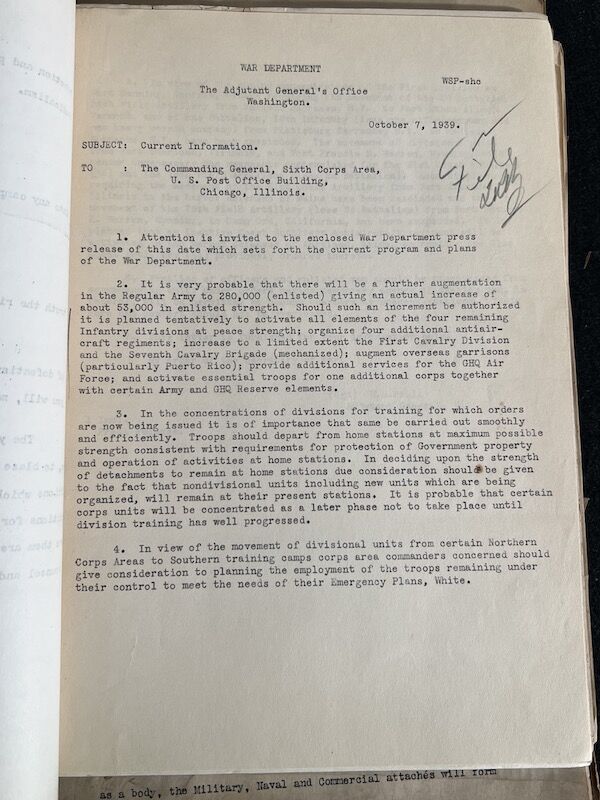 WAR DEPARTMENT
WSP-shc
The Adjutant General's Office
Washington.
October 7, 1939.
File
SUBJECT: Current Information.
TO : The Commanding General, Sixth Corps Area,
U. S. Post Office Building,
Chicago, Illinois.
1. Attention is invited to the enclosed War Department press
release of this date which sets forth the current program and plans
of the War Department.
2. It is very probable that there will be a further augmentation
in the Regular Army to 280,000 (enlisted) giving an actual increase of
about 53,000 in enlisted strength. Should such an increment be authorized
it is planned tentatively to activate all elements of the four remaining
Infantry divisions at peace strength; organize four additional antiair-
craft regiments; increase to a limited extent the First Cavalry Division
and the Seventh Cavalry Brigade (mechanized); augment overseas garrisons
(particularly Puerto Rico); provide additional services for the GHQ Air
Force; and activate essential troops for one additional corps together
with certain Army and GHQ Reserve elements.
3. In the concentrations of divisions for training for which orders
are now being issued it is of importance that same be carried out smoothly
and efficiently. Troops should depart from home stations at maximum possible
strength consistent with requirements for protection of Government property
and operation of activities at home stations. In deciding upon the strength
of detachments to remain at home stations due consideration should be given
to the fact that nondivisional units including new units which are being
organized, will remain at their present stations. It is probable that certain
corps units will be concentrated as a later phase not to take place until
division training has well progressed.
4. In view of the movement of divisional units from certain Northern
Corps Areas to Southern training camps corps area commanders concerned should
give consideration to planning the employment of the troops remaining under
their control to meet the needs of their Emergency Plans, White.
as a body, the Military, Naval and Commercial attachés will form